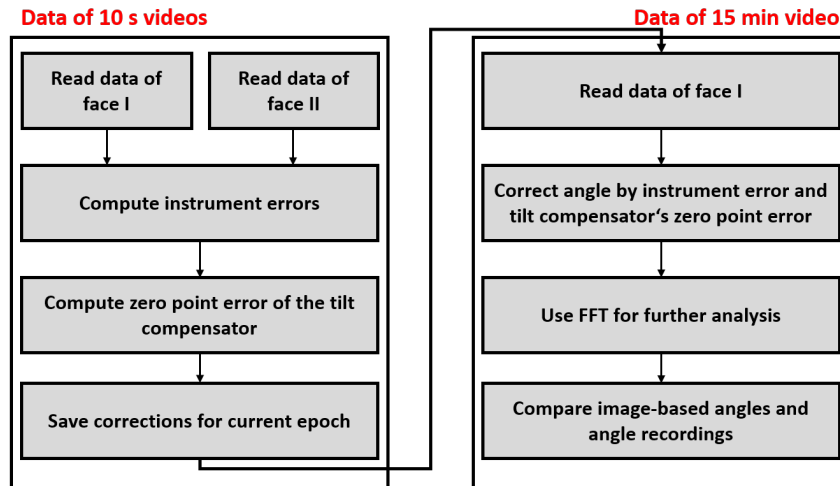 Data of 10 s videos
Read data of
face I
Read data of
face II
Compute instrument errors
Compute zero point error of the tilt
compensator
Save corrections for current epoch
Data of 15 min video
Read data of face I
Correct angle by instrument error and
tilt compensator‘s zero point error
Use FFT for further analysis
Compare image-based angles and
angle recordings